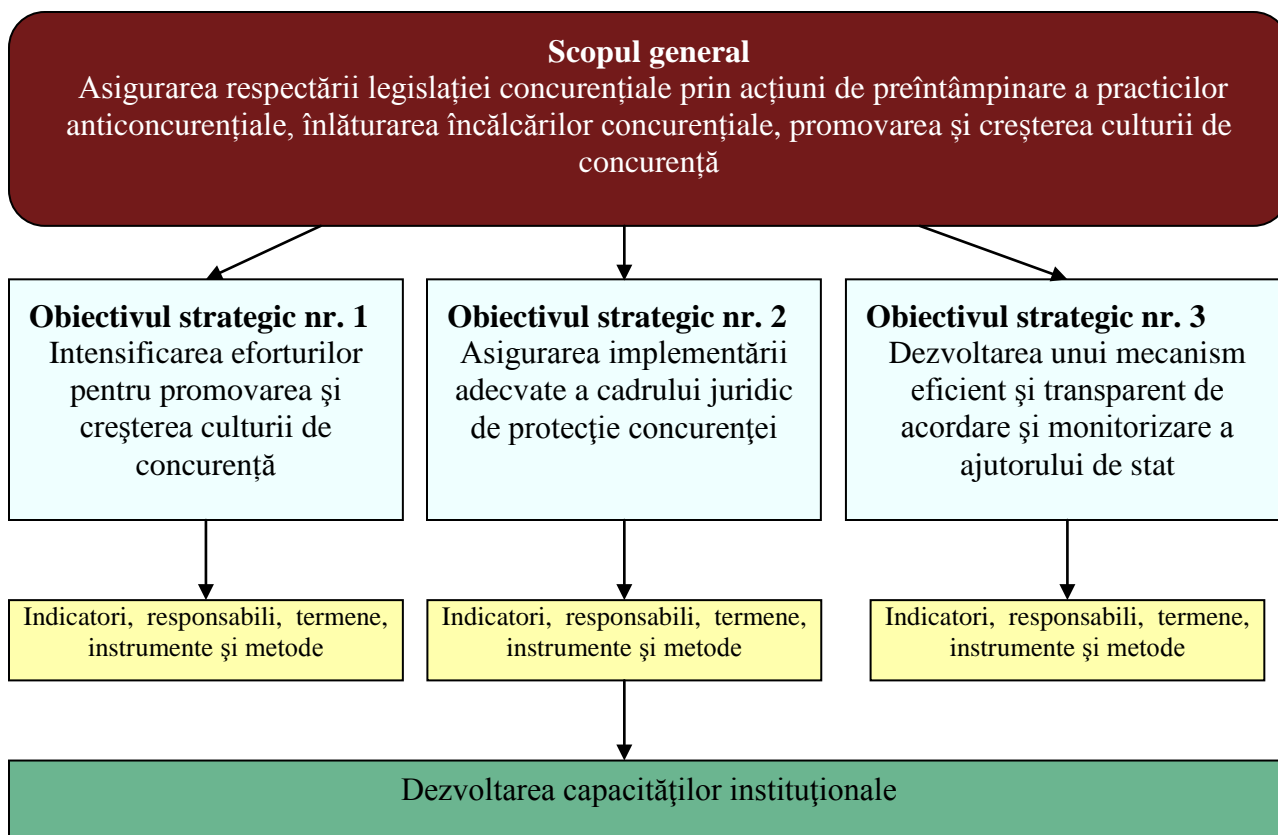 Scopul general
Asigurarea respectării legislației concurențiale prin acțiuni de preîntâmpinare a practicilor
anticoncurențiale, înlăturarea încălcărilor concurențiale, promovarea și creșterea culturii de
concurență
Obiectivul strategic nr. 1
Intensificarea eforturilor
pentru promovarea şi
creşterea culturii de
concurenţă
Obiectivul strategic nr. 2
Asigurarea implementării
adecvate a cadrului juridic
de protecţie concurenţei
Obiectivul strategic nr. 3
Dezvoltarea unui mecanism
eficient şi transparent de
acordare şi monitorizare a
ajutorului de stat
Indicatori, responsabili, termene,
instrumente şi metode
Indicatori, responsabili, termene,
instrumente şi metode
Indicatori, responsabili, termene,
instrumente şi metode
Dezvoltarea capacităţilor instituţionale